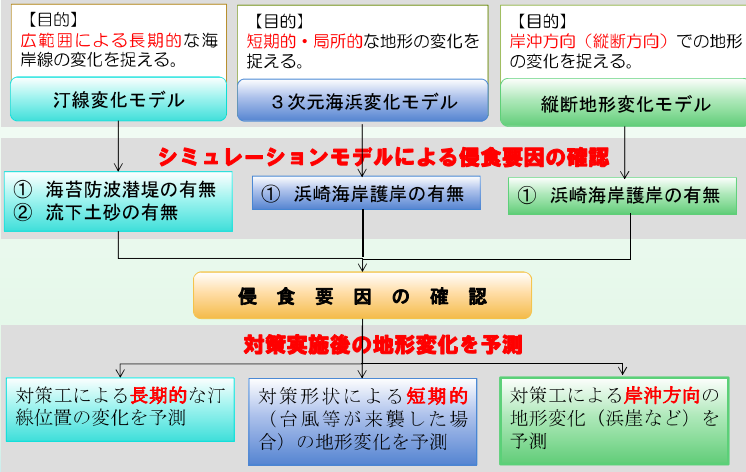 【目的】
広範囲による長期的な海
岸線の変化を捉える。
汀線変化モデル
【目的】
短期的・局所的な地形の変化を
捉える。
３次元海浜変化モデル
【目的】
岸沖方向（縦断方向）での地形
の変化を捉える。
縦断地形変化モデル
シミュレーションモデルによる侵食要因の確認
① 海苔防波潜堤の有無
② 流下土砂の有無
① 浜崎海岸護岸の有無
① 浜崎海岸護岸の有無
侵食要因の確認
対策実施後の地形変化を予測
対策工による長期的な汀
線位置の変化を予測
対策形状による短期的
（台風等が来襲した場
合）の地形変化を予測
対策工による岸沖方向の
地形変化（浜崖など）を
予測